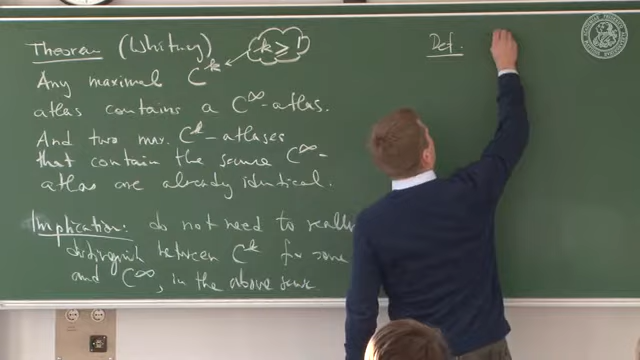 Theorem (Whitney) k ≥ 1
Any maximal C^k-
atlas contains a C^∞-atlas.
And two max. C^k-atlases
that contain the same C^∞-
atlas are already identical.
Implication: do not need to really
distinguish between C^k for some
and C^∞, in the above sense
Def.